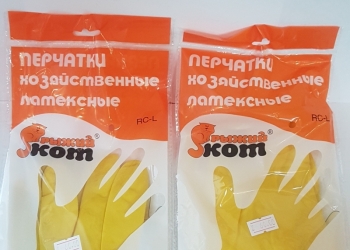 ПЕРЧАТКИ
хозяйственные
латексные
RC-L
Рыжий®
кот
ПЕРЧАТКИ
хозяйственные
латексные
RC-L
Рыжий®
кот